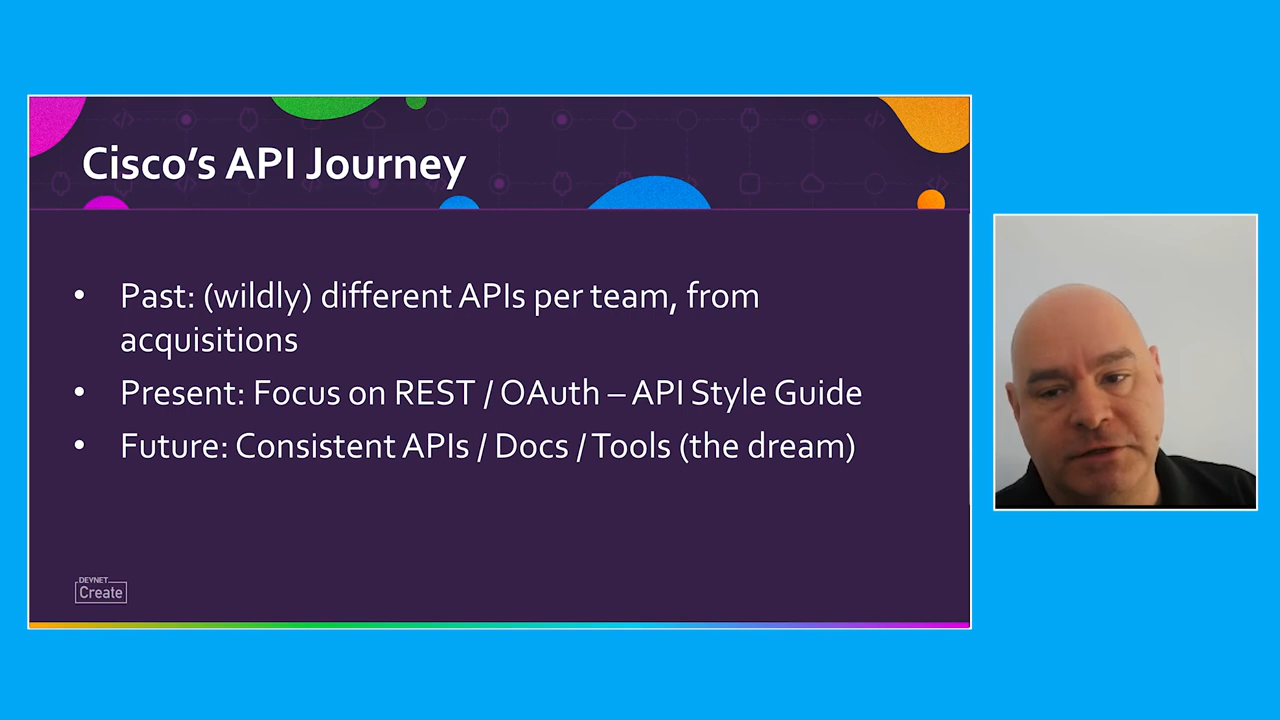 Cisco’s API Journey
• Past: (wildly) different APIs per team, from
acquisitions
• Present: Focus on REST / OAuth – API Style Guide
• Future: Consistent APIs / Docs / Tools (the dream)
DEVNET
Create